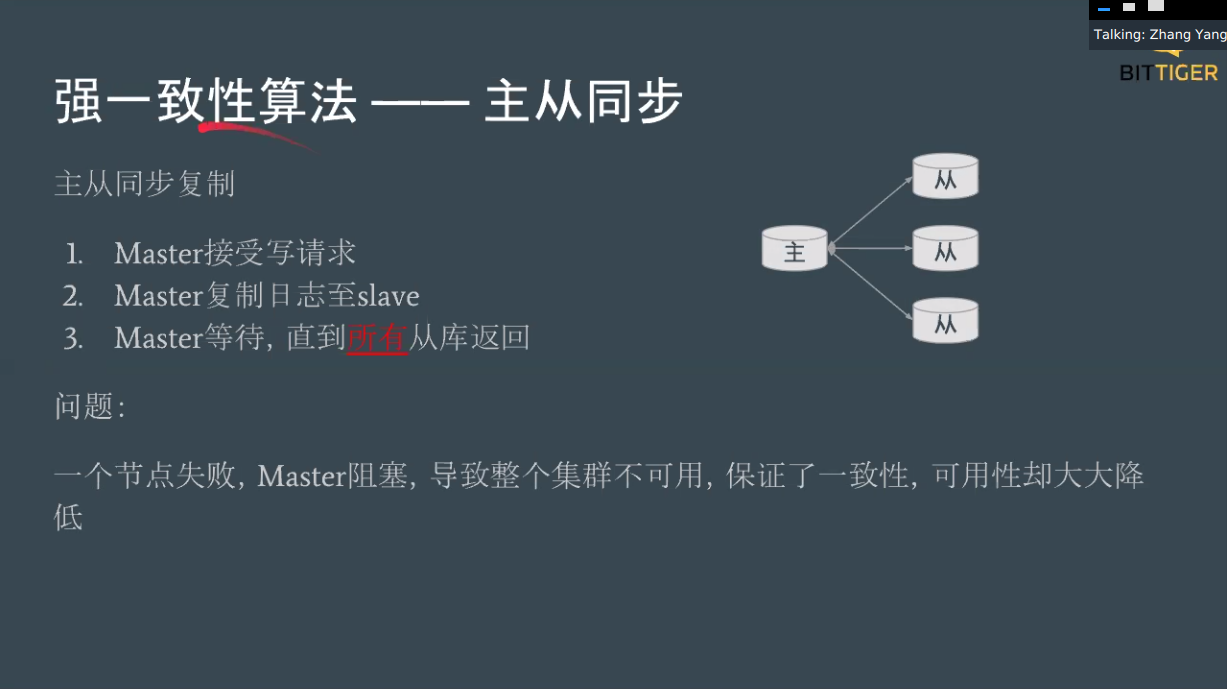 Talking: Zhang Yang
BITTIGER
强一致性算法 —— 主从同步
主从同步复制
1. Master接受写请求
2. Master复制日志至slave
3. Master等待, 直到所有从库返回
主
从
从
从
问题:
一个节点失败, Master阻塞, 导致整个集群不可用, 保证了一致性, 可用性却大大降
低